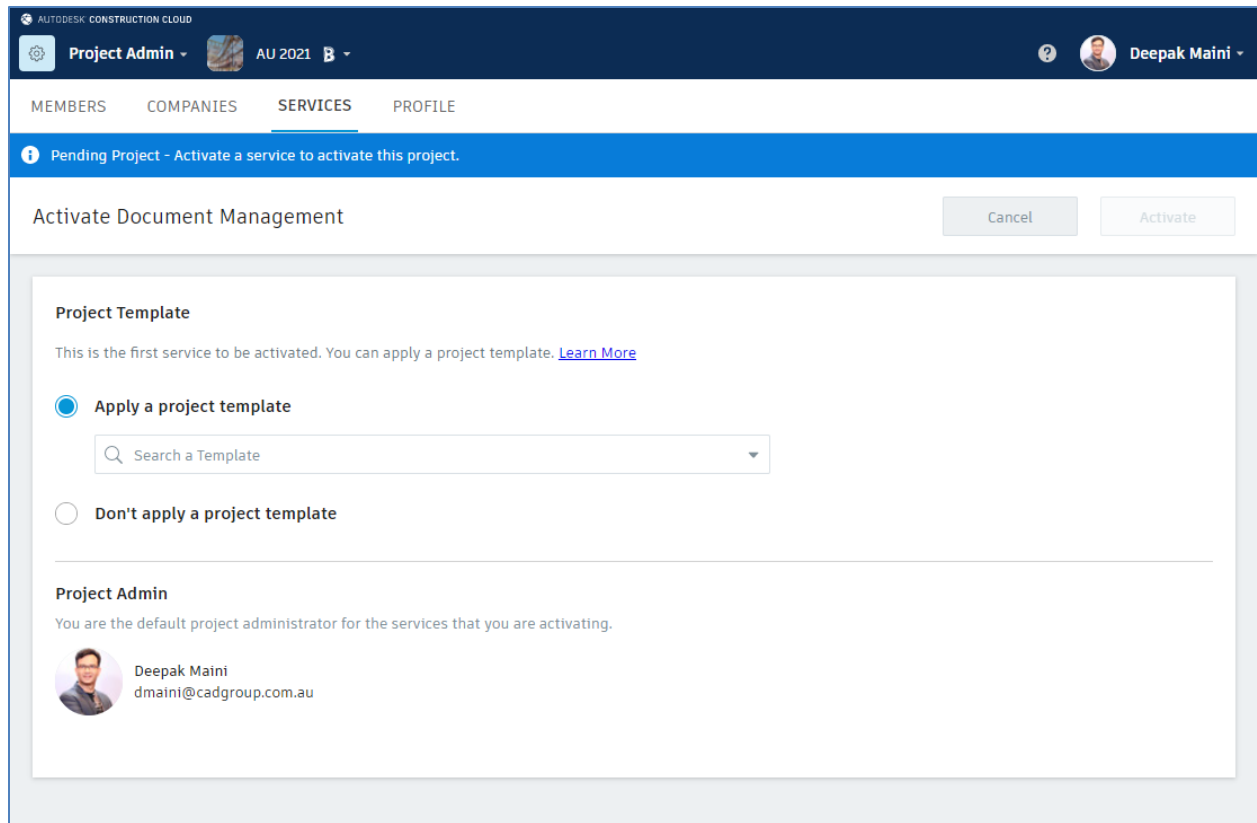 AUTODESK CONSTRUCTION CLOUD
Project Admin AU 2021 B Deepak Maini
MEMBERS COMPANIES SERVICES PROFILE
Pending Project - Activate a service to activate this project.
Activate Document Management Cancel Activate
Project Template
This is the first service to be activated. You can apply a project template. Learn More
Apply a project template
Search a Template
Don't apply a project template
Project Admin
You are the default project administrator for the services that you are activating.
Deepak Maini
dmaini@cadgroup.com.au